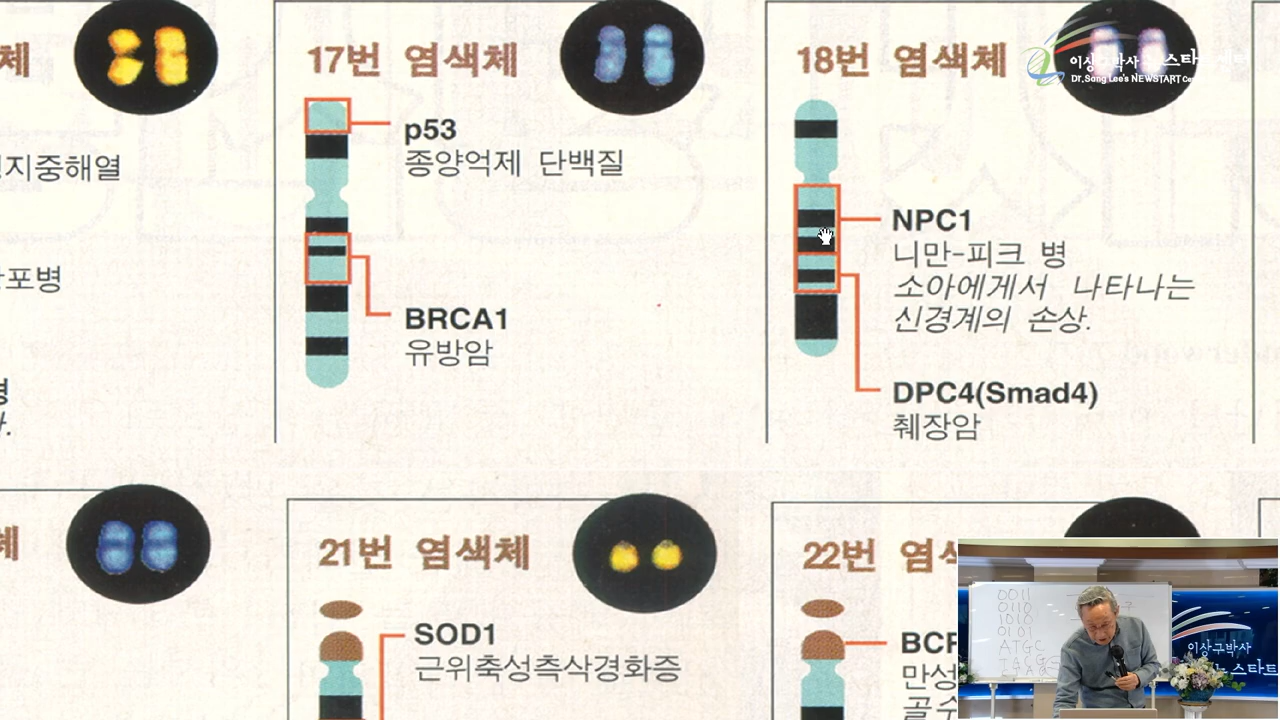 체
17번 염색체
18번 염색체
이상구박사
Dr.Sang Lee's NEWSTART
p53
종양억제 단백질
지중해열
NPC1
니만-피크 병
소아에게서 나타나는
신경계의 손상.
포병
BRCA1
유방암
DPC4(Smad4)
췌장암
21번 염색체
22번 염
SOD1
근위축성측삭경화증
만성
골수
0011
0110
1010
0101
ATGC
이상구박사
스타트